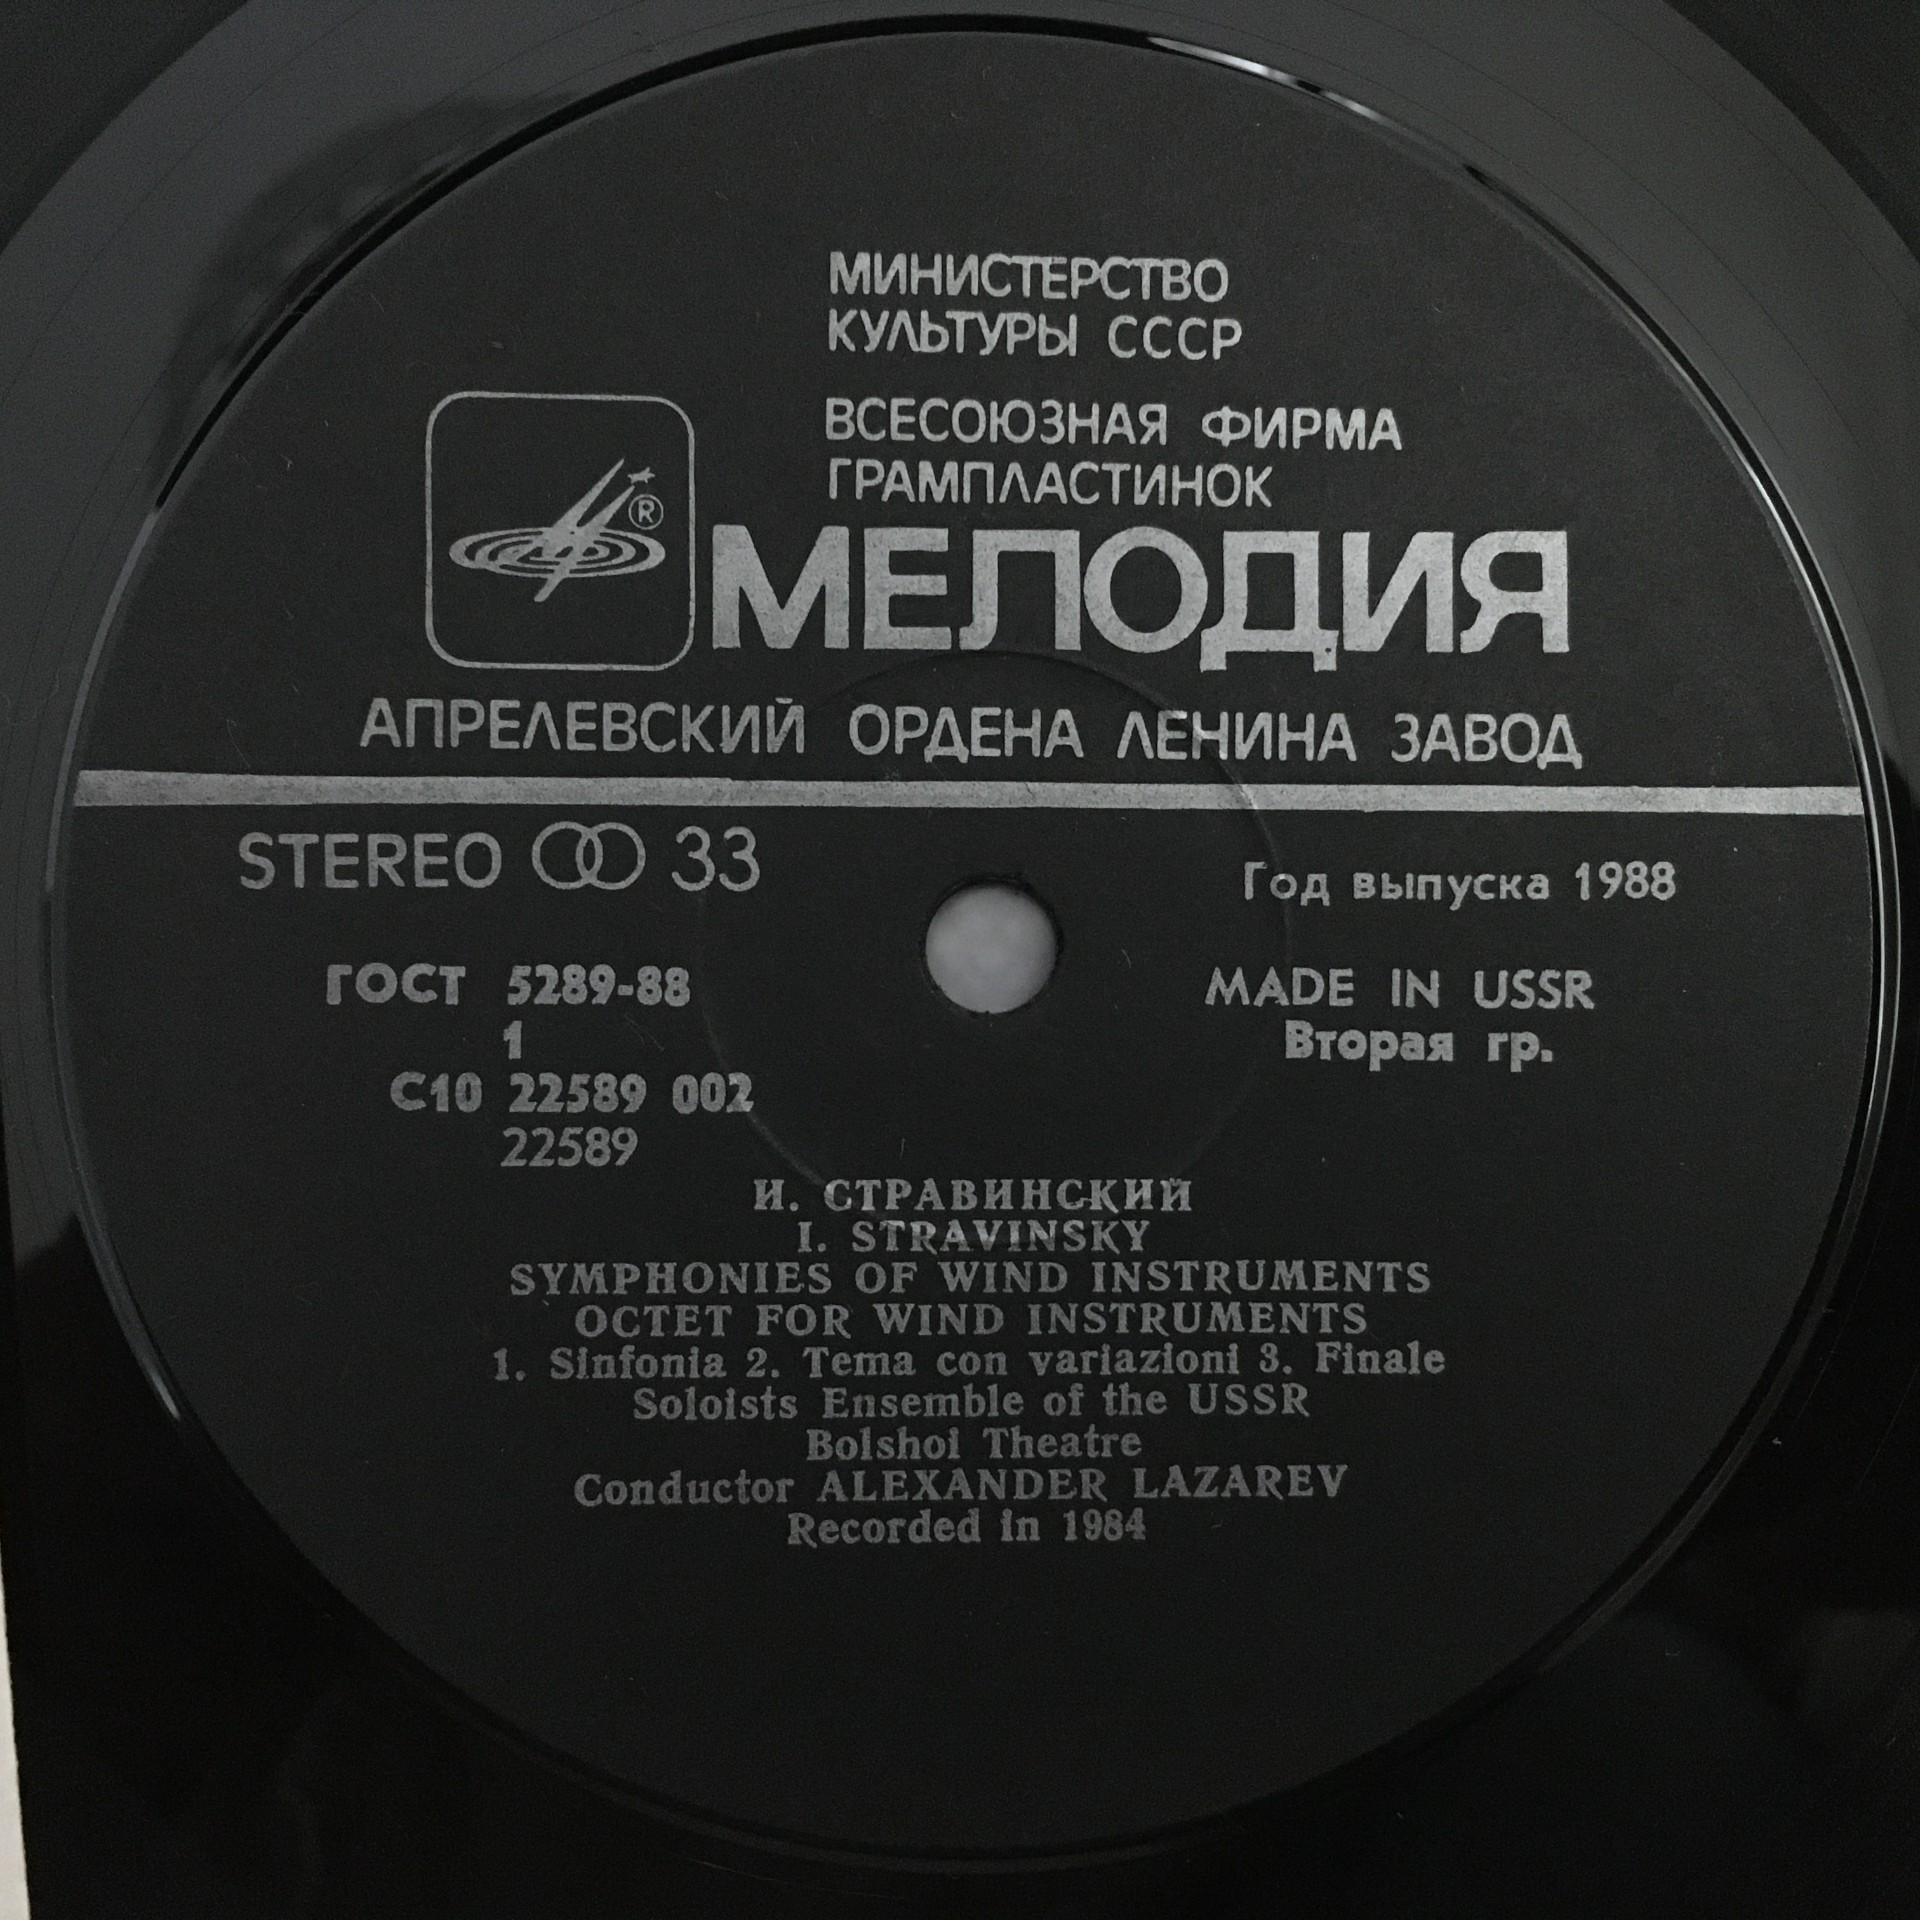 МИНИСТЕРСТВО
КУЛЬТУРЫ СССР
ВСЕСОЮЗНАЯ ФИРМА
ГРАМПЛАСТИНОК
®
МЕЛОДИЯ
АПРЕЛЕВСКИЙ ОРДЕНА ЛЕНИНА ЗАВОД
STEREO 33
Год выпуска 1988
ГОСТ 5289-88
MADE IN USSR
1
Вторая гр.
С10 22589 002
22589
И. СТРАВИНСКИЙ
I. STRAVINSKY
SYMPHONIES OF WIND INSTRUMENTS
OCTET FOR WIND INSTRUMENTS
1. Sinfonia 2. Tema con variazioni 3. Finale
Soloists Ensemble of the USSR
Bolshoi Theatre
Conductor ALEXANDER LAZAREV
Recorded in 1984